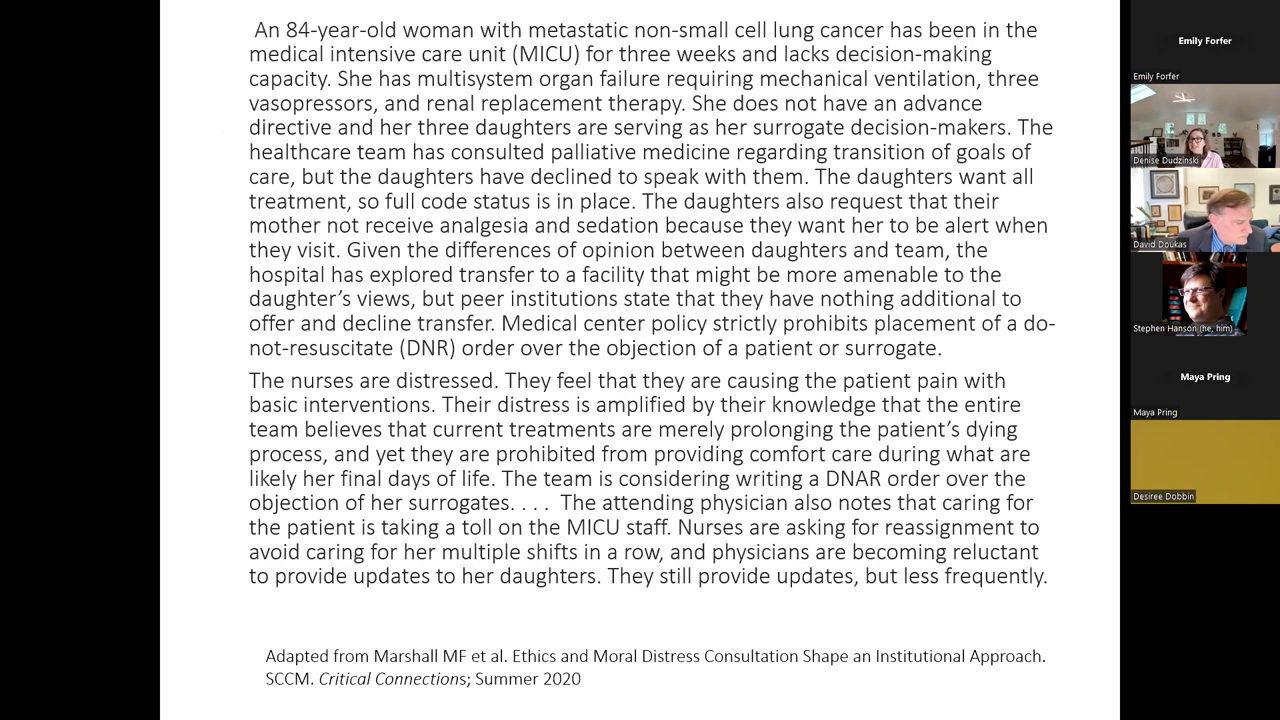 An 84-year-old woman with metastatic non-small cell lung cancer has been in the
medical intensive care unit (MICU) for three weeks and lacks decision-making
capacity. She has multisystem organ failure requiring mechanical ventilation, three
vasopressors, and renal replacement therapy. She does not have an advance
directive and her three daughters are serving as her surrogate decision-makers. The
healthcare team has consulted palliative medicine regarding transition of goals of
care, but the daughters have declined to speak with them. The daughters want all
treatment, so full code status is in place. The daughters also request that their
mother not receive analgesia and sedation because they want her to be alert when
they visit. Given the differences of opinion between daughters and team, the
hospital has explored transfer to a facility that might be more amenable to the
daughter’s views, but peer institutions state that they have nothing additional to
offer and decline transfer. Medical center policy strictly prohibits placement of a do-
not-resuscitate (DNR) order over the objection of a patient or surrogate.
The nurses are distressed. They feel that they are causing the patient pain with
basic interventions. Their distress is amplified by their knowledge that the entire
team believes that current treatments are merely prolonging the patient’s dying
process, and yet they are prohibited from providing comfort care during what are
likely her final days of life. The team is considering writing a DNAR order over the
objection of her surrogates. . . .  The attending physician also notes that caring for
the patient is taking a toll on the MICU staff. Nurses are asking for reassignment to
avoid caring for her multiple shifts in a row, and physicians are becoming reluctant
to provide updates to her daughters. They still provide updates, but less frequently.
Adapted from Marshall MF et al. Ethics and Moral Distress Consultation Shape an Institutional Approach.
SCCM. Critical Connections; Summer 2020
Emily Forfer
Emily Forfer
Denise Dudzinski
David Doukas
Stephen Hanson (he, him)
Maya Pring
Maya Pring
Desiree Dobbin